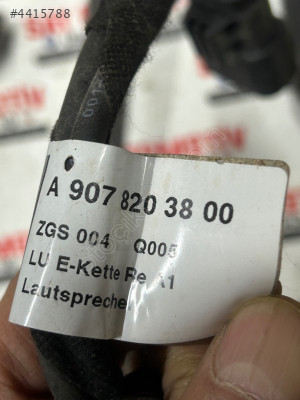 #4415788
A 907 820 38 00
ZGS 004 Q005
LU E-Kette Re A1
Lautsprecher